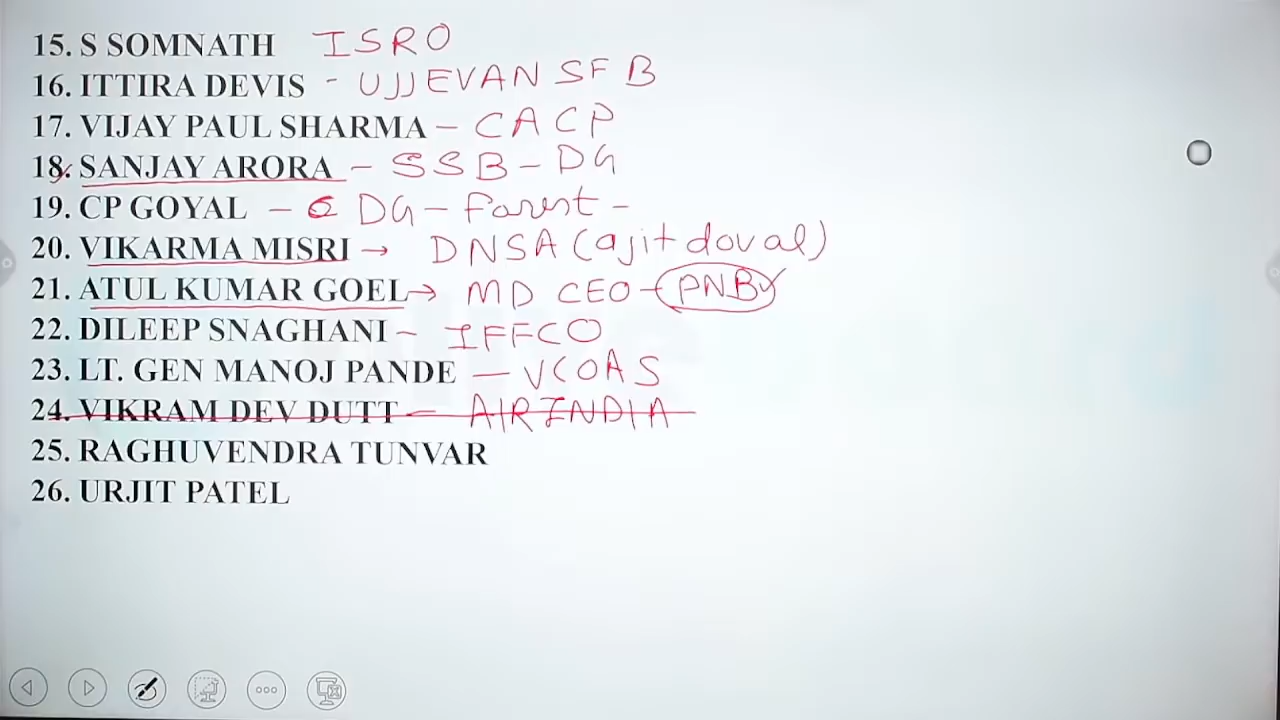 15. S SOMNATH ISRO
16. ITTIRA DEVIS - UJJEVAN SFB
17. VIJAY PAUL SHARMA - CACP
18. SANJAY ARORA - SSB - DG
19. CP GOYAL - DG - Forest -
20. VIKARMA MISRI → DNSA (ajit doval)
21. ATUL KUMAR GOEL → MD CEO - PNB
22. DILEEP SNAGHANI - IFFCO
23. LT. GEN MANOJ PANDE - VCOAS
24. VIKRAM DEV DUTT - AIR INDIA
25. RAGHUVENDRA TUNVAR
26. URJIT PATEL